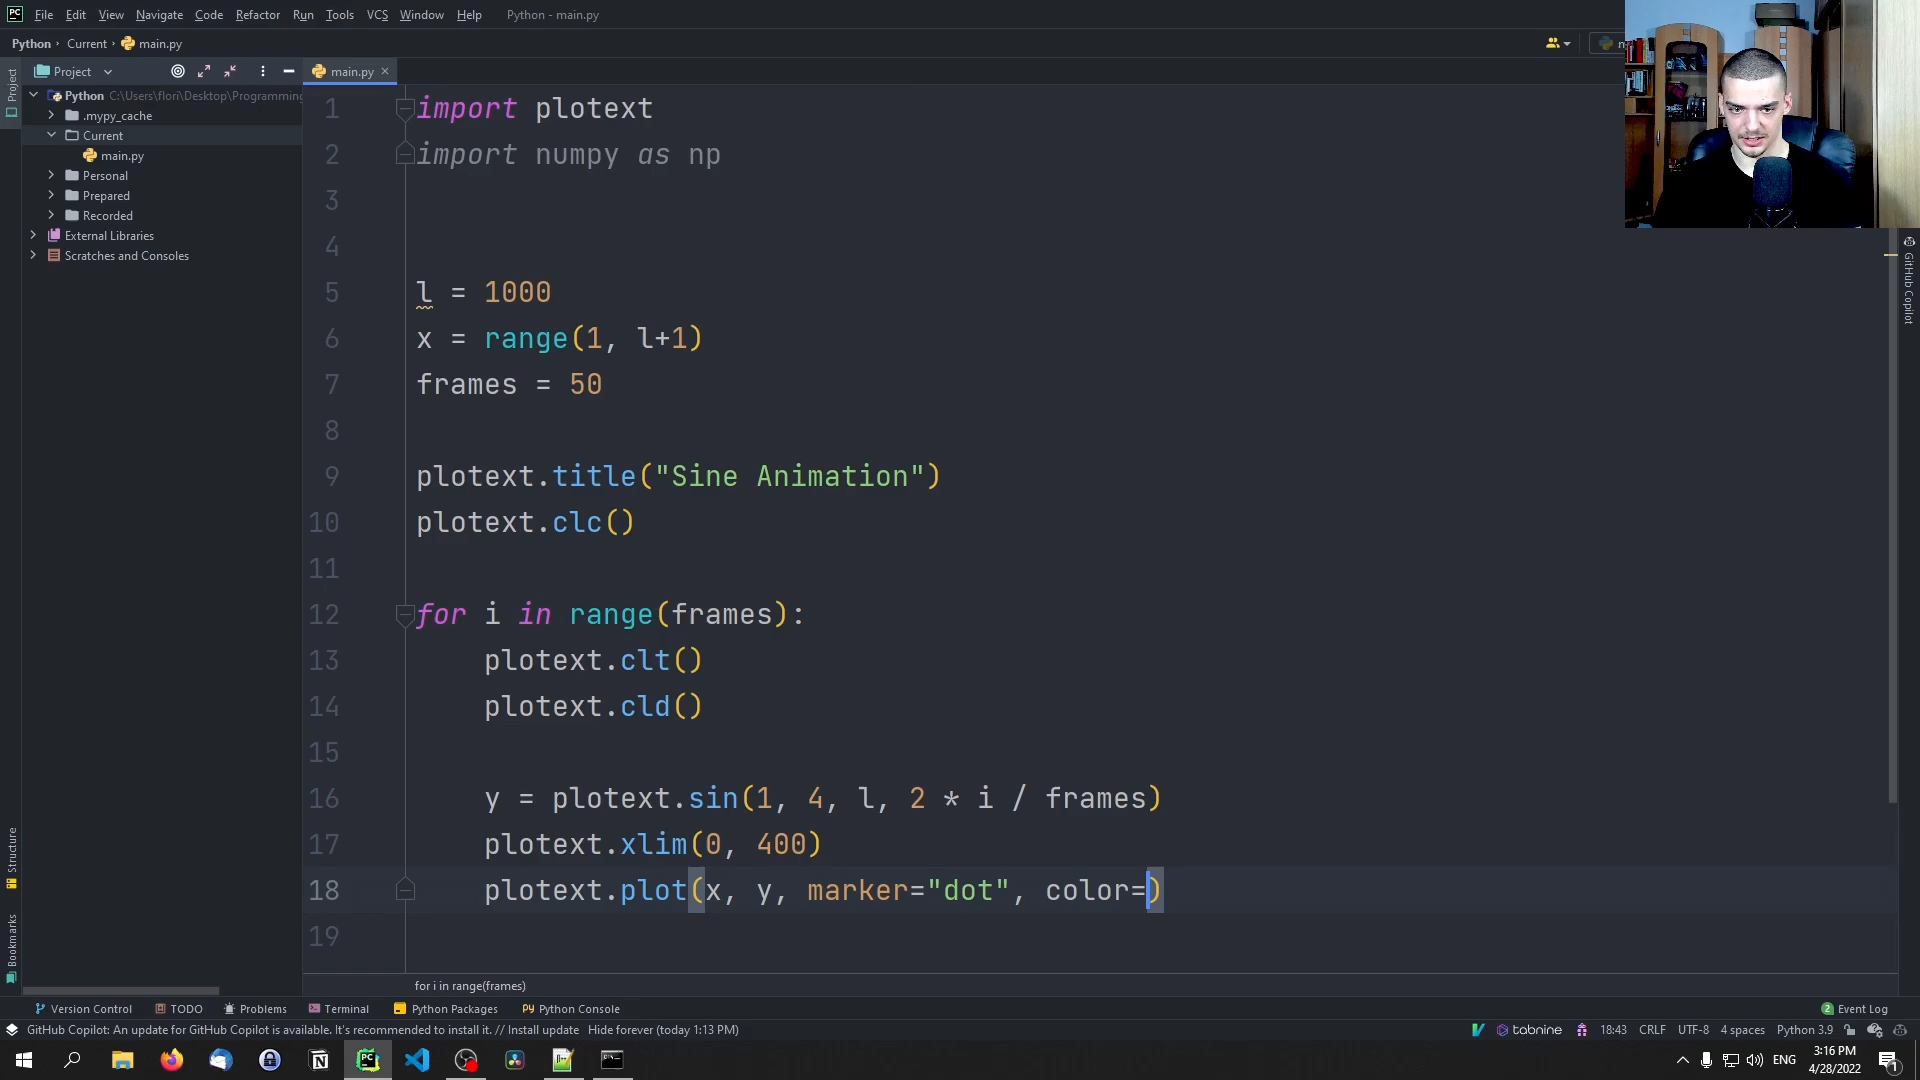 PC File Edit View Navigate Code Refactor Run Tools VCS Window Help Python - main.py
Python › Current › main.py
Project
main.py
Python C:\Users\flori\Desktop\Programming
.mypy_cache
Current
main.py
Personal
Prepared
Recorded
External Libraries
Scratches and Consoles
Project
Structure
Bookmarks
GitHub Copilot
1 import plotext
2 import numpy as np
3
4
5 l = 1000
6 x = range(1, l+1)
7 frames = 50
8
9 plotext.title("Sine Animation")
10 plotext.clc()
11
12 for i in range(frames):
13 plotext.clt()
14 plotext.cld()
15
16 y = plotext.sin(1, 4, l, 2 * i / frames)
17 plotext.xlim(0, 400)
18 plotext.plot(x, y, marker="dot", color=)
19
for i in range(frames)
Version Control TODO Problems Terminal Python Packages Python Console 2 Event Log
GitHub Copilot: An update for GitHub Copilot is available. It's recommended to install it. // Install update Hide forever (today 1:13 PM) tabnine 18:43 CRLF UTF-8 4 spaces Python 3.9
ENG
3:16 PM
4/28/2022
1